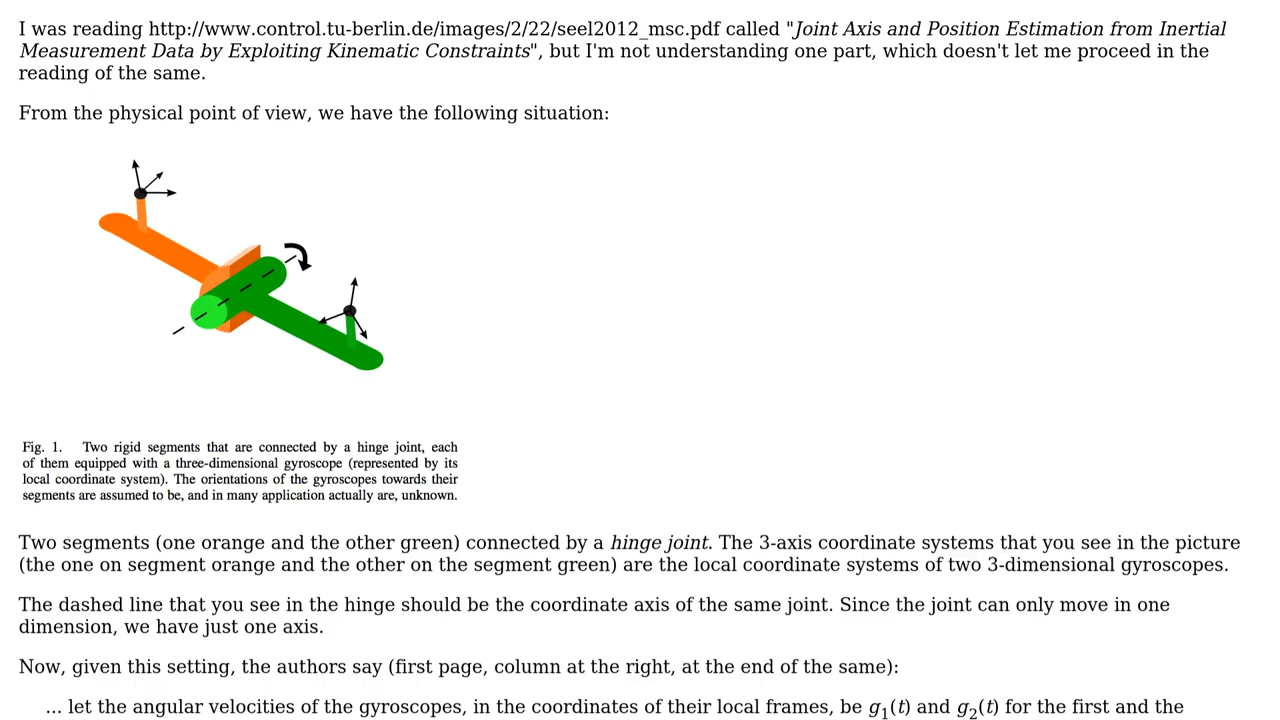 I was reading http://www.control.tu-berlin.de/images/2/22/seel2012_msc.pdf called "Joint Axis and Position Estimation from Inertial
Measurement Data by Exploiting Kinematic Constraints", but I'm not understanding one part, which doesn't let me proceed in the
reading of the same.
From the physical point of view, we have the following situation:
Fig. 1. Two rigid segments that are connected by a hinge joint, each
of them equipped with a three-dimensional gyroscope (represented by its
local coordinate system). The orientations of the gyroscopes towards their
segments are assumed to be, and in many application actually are, unknown.
Two segments (one orange and the other green) connected by a hinge joint. The 3-axis coordinate systems that you see in the picture
(the one on segment orange and the other on the segment green) are the local coordinate systems of two 3-dimensional gyroscopes.
The dashed line that you see in the hinge should be the coordinate axis of the same joint. Since the joint can only move in one
dimension, we have just one axis.
Now, given this setting, the authors say (first page, column at the right, at the end of the same):
... let the angular velocities of the gyroscopes, in the coordinates of their local frames, be g₁(t) and g₂(t) for the first and the